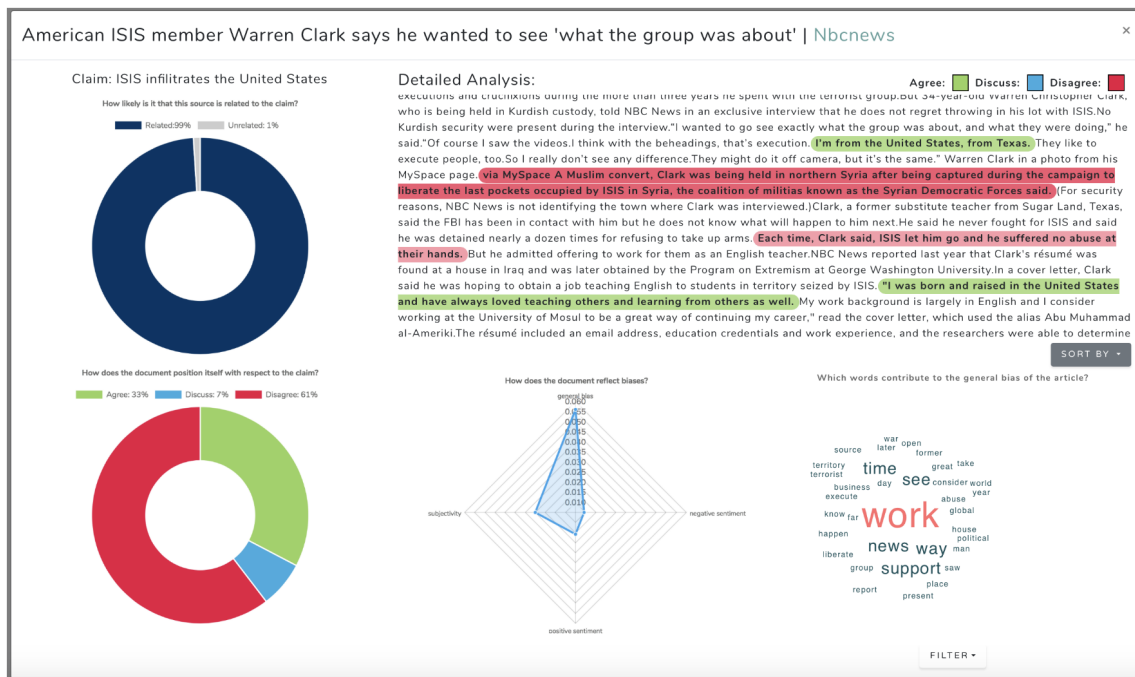 American ISIS member Warren Clark says he wanted to see 'what the group was about' | Nbcnews
×
Claim: ISIS infilitrates the United States
How likely is it that this source is related to the claim?
Related:99% Unrelated: 1%
How does the document position itself with respect to the claim?
Agree: 33% Discuss: 7% Disagree: 61%
Detailed Analysis:
Agree: Discuss: Disagree:
executions and crucifixions during the more than three years he spent with the terrorist group.But 34-year-old Warren Christopher Clark,
who is being held in Kurdish custody, told NBC News in an exclusive interview that he does not regret throwing in his lot with ISIS.No
Kurdish security were present during the interview."I wanted to go see exactly what the group was about, and what they were doing," he
said."Of course I saw the videos.I think with the beheadings, that's execution. I'm from the United States, from Texas. They like to
execute people, too.So I really don't see any difference.They might do it off camera, but it's the same." Warren Clark in a photo from his
MySpace page. via MySpace A Muslim convert, Clark was being held in northern Syria after being captured during the campaign to
liberate the last pockets occupied by ISIS in Syria, the coalition of militias known as the Syrian Democratic Forces said. (For security
reasons, NBC News is not identifying the town where Clark was interviewed.)Clark, a former substitute teacher from Sugar Land, Texas,
said the FBI has been in contact with him but he does not know what will happen to him next.He said he never fought for ISIS and said
he was detained nearly a dozen times for refusing to take up arms. Each time, Clark said, ISIS let him go and he suffered no abuse at
their hands. But he admitted offering to work for them as an English teacher.NBC News reported last year that Clark's résumé was
found at a house in Iraq and was later obtained by the Program on Extremism at George Washington University.In a cover letter, Clark
said he was hoping to obtain a job teaching English to students in territory seized by ISIS. "I was born and raised in the United States
and have always loved teaching others and learning from others as well. My work background is largely in English and I consider
working at the University of Mosul to be a great way of continuing my career," read the cover letter, which used the alias Abu Muhammad
al-Ameriki.The résumé included an email address, education credentials and work experience, and the researchers were able to determine
SORT BY
How does the document reflect biases?
general bias
0.060
0.055
0.050
0.045
0.040
0.035
0.030
0.025
0.020
0.015
0.010
subjectivity
negative sentiment
positive sentiment
Which words contribute to the general bias of the article?
war
later open
source former
territory time great take
terrorist
day see consider world
business year
execute abuse
know far work global
happen house
political
news way man
liberate
group support saw
place
report present
FILTER